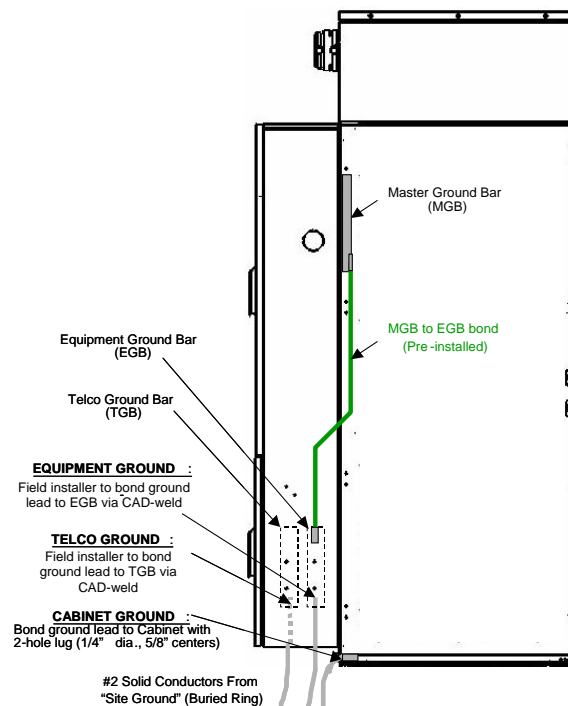 Master Ground Bar
(MGB)
MGB to EGB bond
(Pre-installed)
Equipment Ground Bar
(EGB)
Telco Ground Bar
(TGB)
EQUIPMENT GROUND :
Field installer to bond ground
lead to EGB via CAD-weld
TELCO GROUND :
Field installer to bond
ground lead to TGB via
CAD-weld
CABINET GROUND :
Bond ground lead to Cabinet with
2-hole lug (1/4” dia., 5/8” centers)
#2 Solid Conductors From
“Site Ground” (Buried Ring)